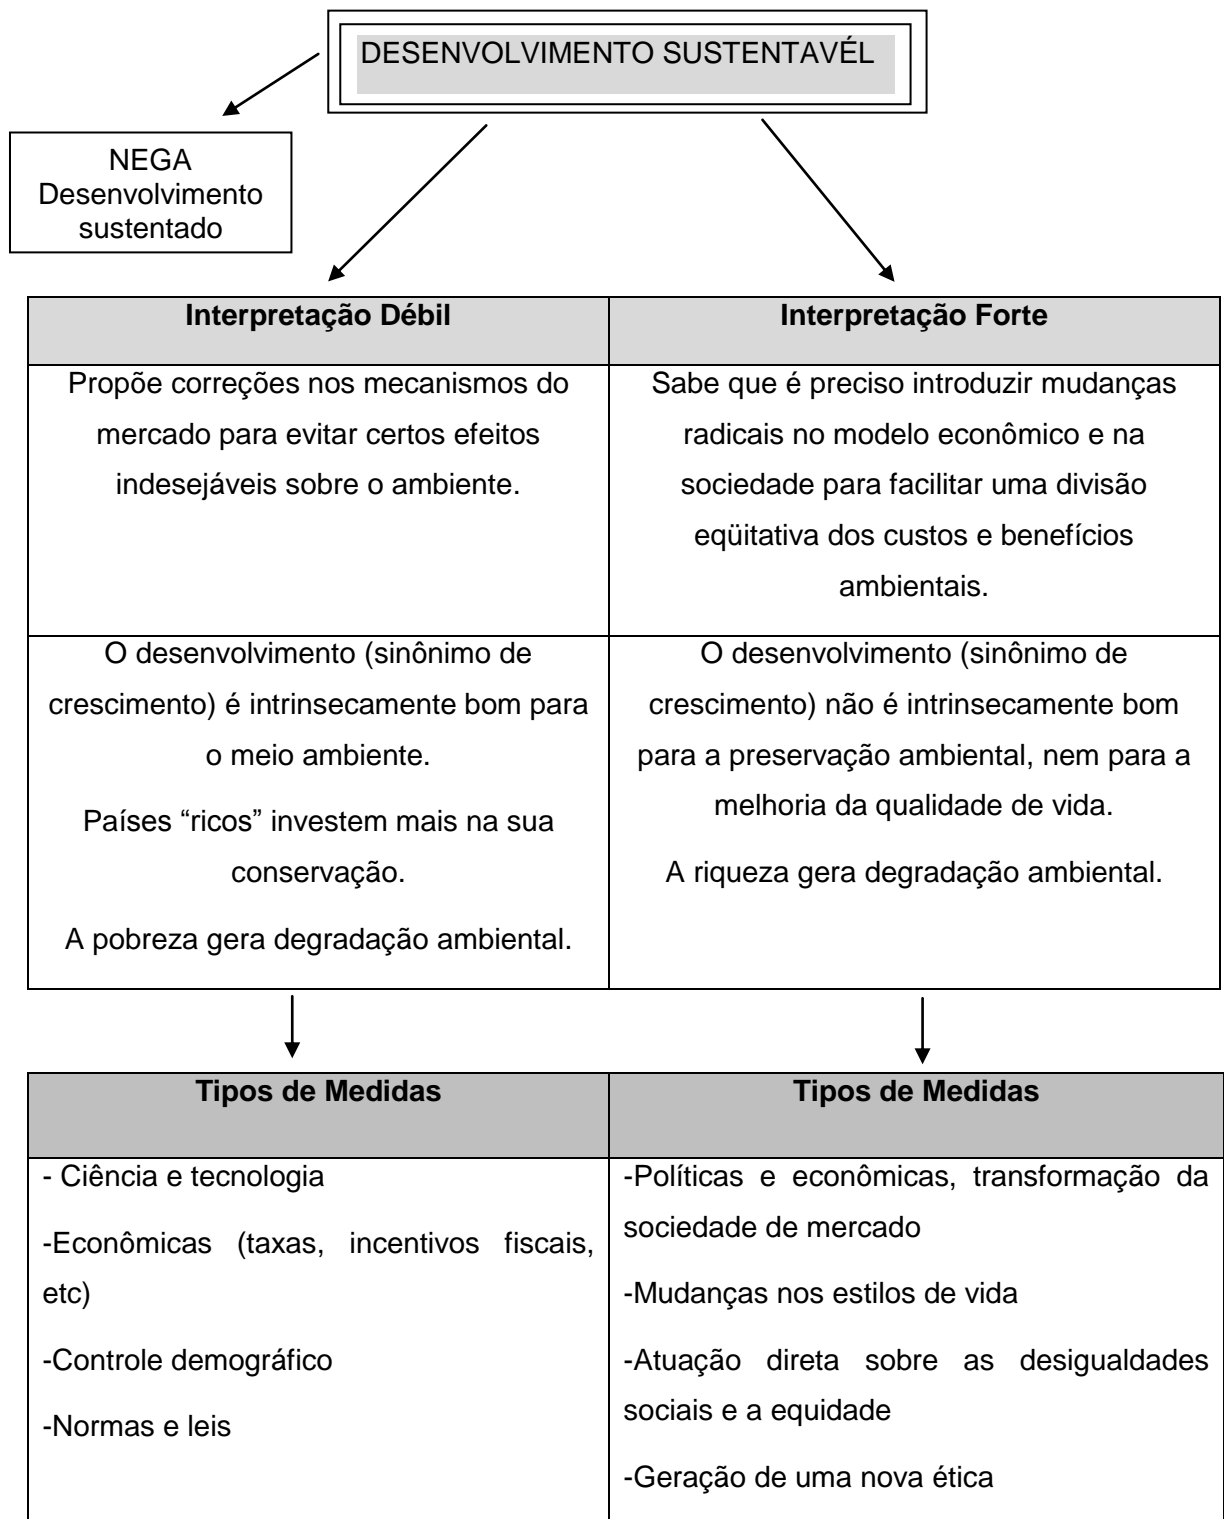 DESENVOLVIMENTO SUSTENTAVÉL
NEGA
Desenvolvimento
sustentado
Interpretação Débil
Propõe correções nos mecanismos do
mercado para evitar certos efeitos
indesejáveis sobre o ambiente.
Interpretação Forte
Sabe que é preciso introduzir mudanças
radicais no modelo econômico e na
sociedade para facilitar uma divisão
eqüitativa dos custos e benefícios
ambientais.
O desenvolvimento (sinônimo de
crescimento) é intrinsecamente bom para
o meio ambiente.
Países “ricos” investem mais na sua
conservação.
A pobreza gera degradação ambiental.
O desenvolvimento (sinônimo de
crescimento) não é intrinsecamente bom
para a preservação ambiental, nem para a
melhoria da qualidade de vida.
A riqueza gera degradação ambiental.
Tipos de Medidas
- Ciência e tecnologia
-Econômicas (taxas, incentivos fiscais,
etc)
-Controle demográfico
-Normas e leis
Tipos de Medidas
-Políticas e econômicas, transformação da
sociedade de mercado
-Mudanças nos estilos de vida
-Atuação direta sobre as desigualdades
sociais e a equidade
-Geração de uma nova ética